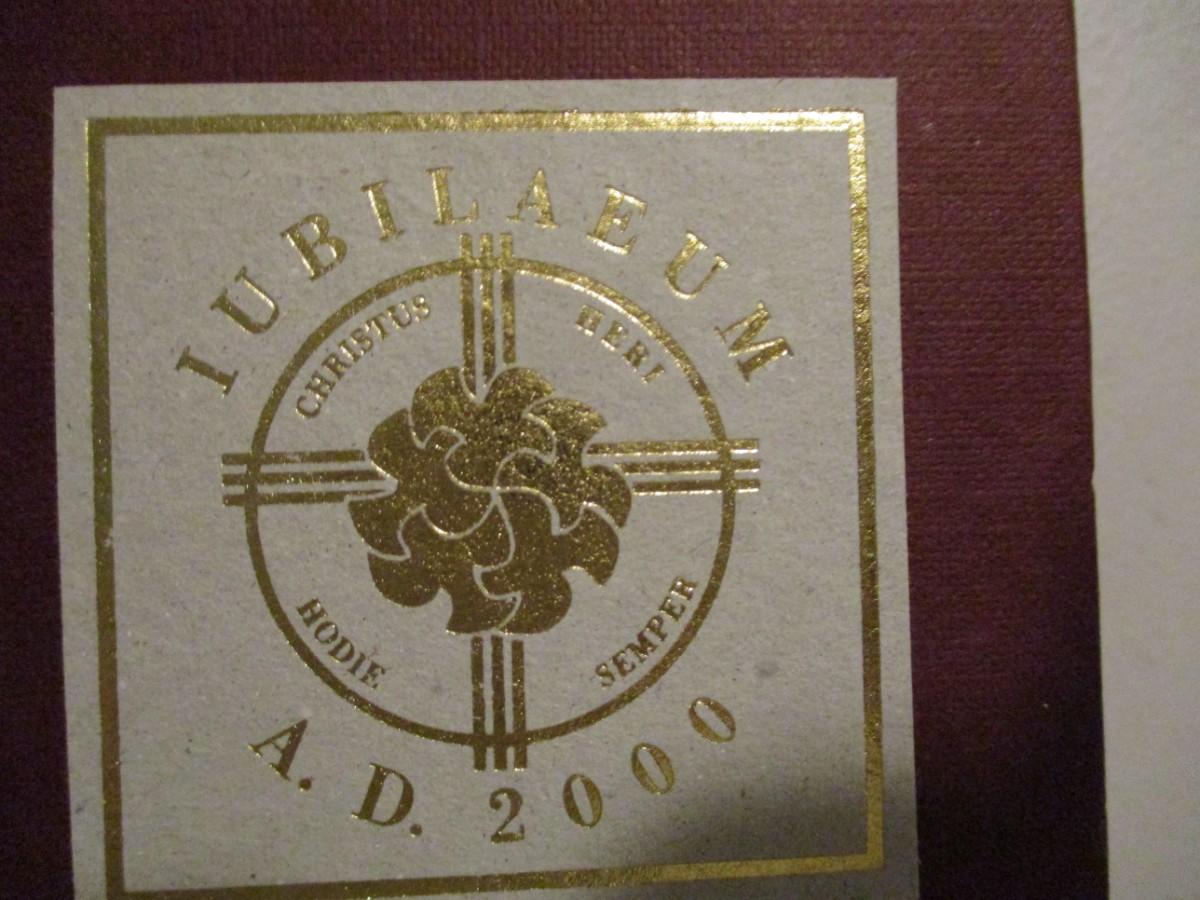 IUBILAEUM
CHRISTUS HERI
HODIE SEMPER
A. D. 2000